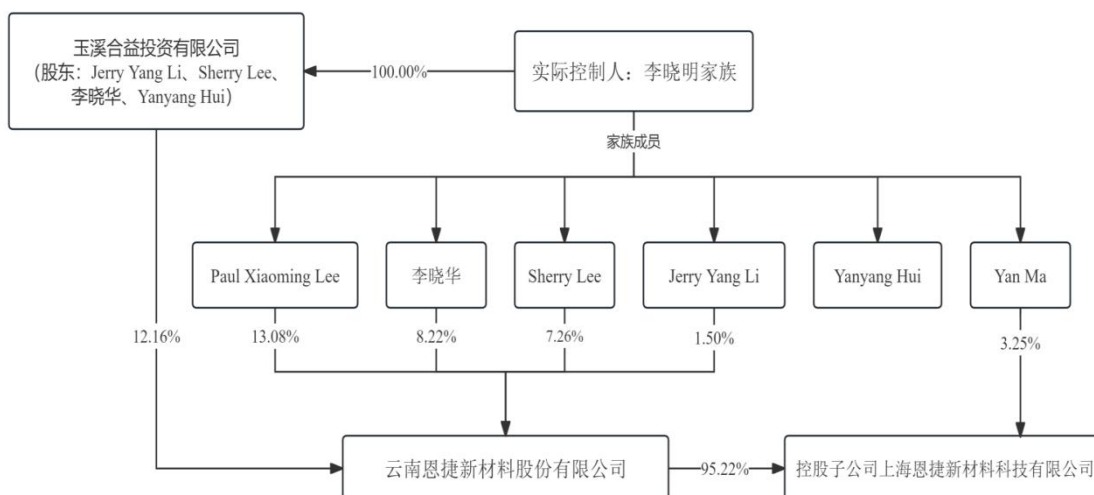 玉溪合益投资有限公司
（股东：Jerry Yang Li、Sherry Lee、
李晓华、Yanyang Hui）
100.00%
实际控制人：李晓明家族
家族成员
Paul Xiaoming Lee
李晓华
Sherry Lee
Jerry Yang Li
Yanyang Hui
Yan Ma
12.16%
13.08%
8.22%
7.26%
1.50%
3.25%
云南恩捷新材料股份有限公司
95.22%
控股子公司上海恩捷新材料科技有限公司